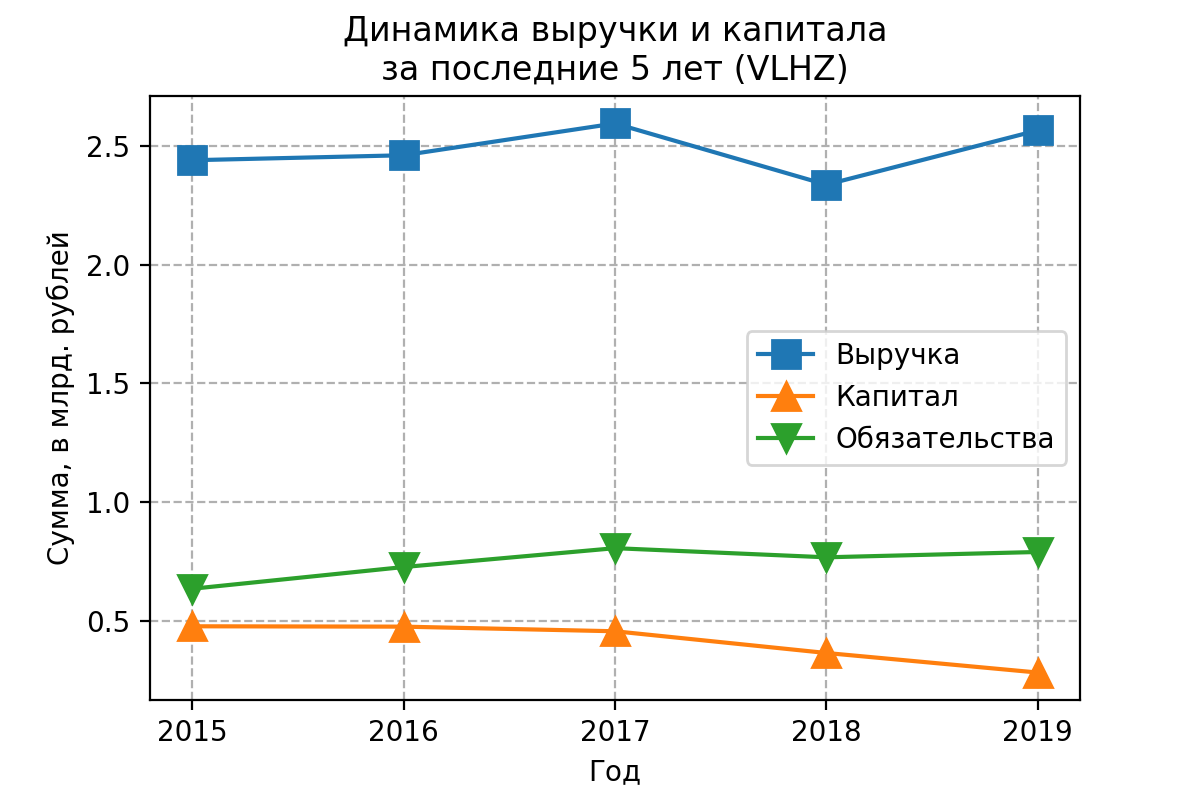 Динамика выручки и капитала
за последние 5 лет (VLHZ)
Сумма, в млрд. рублей
2.5
2.0
1.5
1.0
0.5
Выручка
Капитал
Обязательства
2015 2016 2017 2018 2019
Год